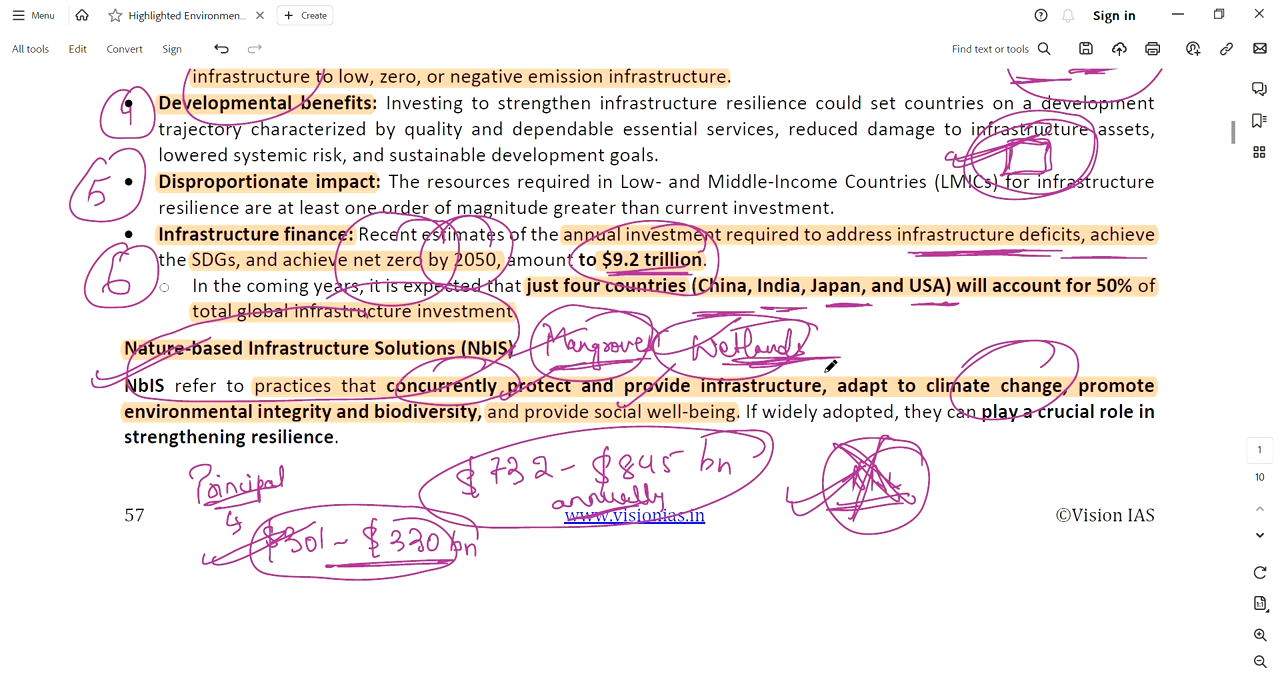 Menu
Highlighted Environmen...
Create
Sign in
All tools
Edit
Convert
Sign
Find text or tools
infrastructure to low, zero, or negative emission infrastructure.
4
• Developmental benefits: Investing to strengthen infrastructure resilience could set countries on a development
trajectory characterized by quality and dependable essential services, reduced damage to infrastructure assets,
lowered systemic risk, and sustainable development goals.
5
• Disproportionate impact: The resources required in Low- and Middle-Income Countries (LMICs) for infrastructure
resilience are at least one order of magnitude greater than current investment.
6
• Infrastructure finance: Recent estimates of the annual investment required to address infrastructure deficits, achieve
the SDGs, and achieve net zero by 2050, amount to $9.2 trillion.
○ In the coming years, it is expected that just four countries (China, India, Japan, and USA) will account for 50% of
total global infrastructure investment
Nature-based Infrastructure Solutions (NbIS)
Mangroves
Wetlands
NbIS refer to practices that concurrently protect and provide infrastructure, adapt to climate change, promote
environmental integrity and biodiversity, and provide social well-being. If widely adopted, they can play a crucial role in
strengthening resilience.
Principal
$301 - $330 bn
$732 - $845 bn
annually
57
www.visionias.in
©Vision IAS
1
10